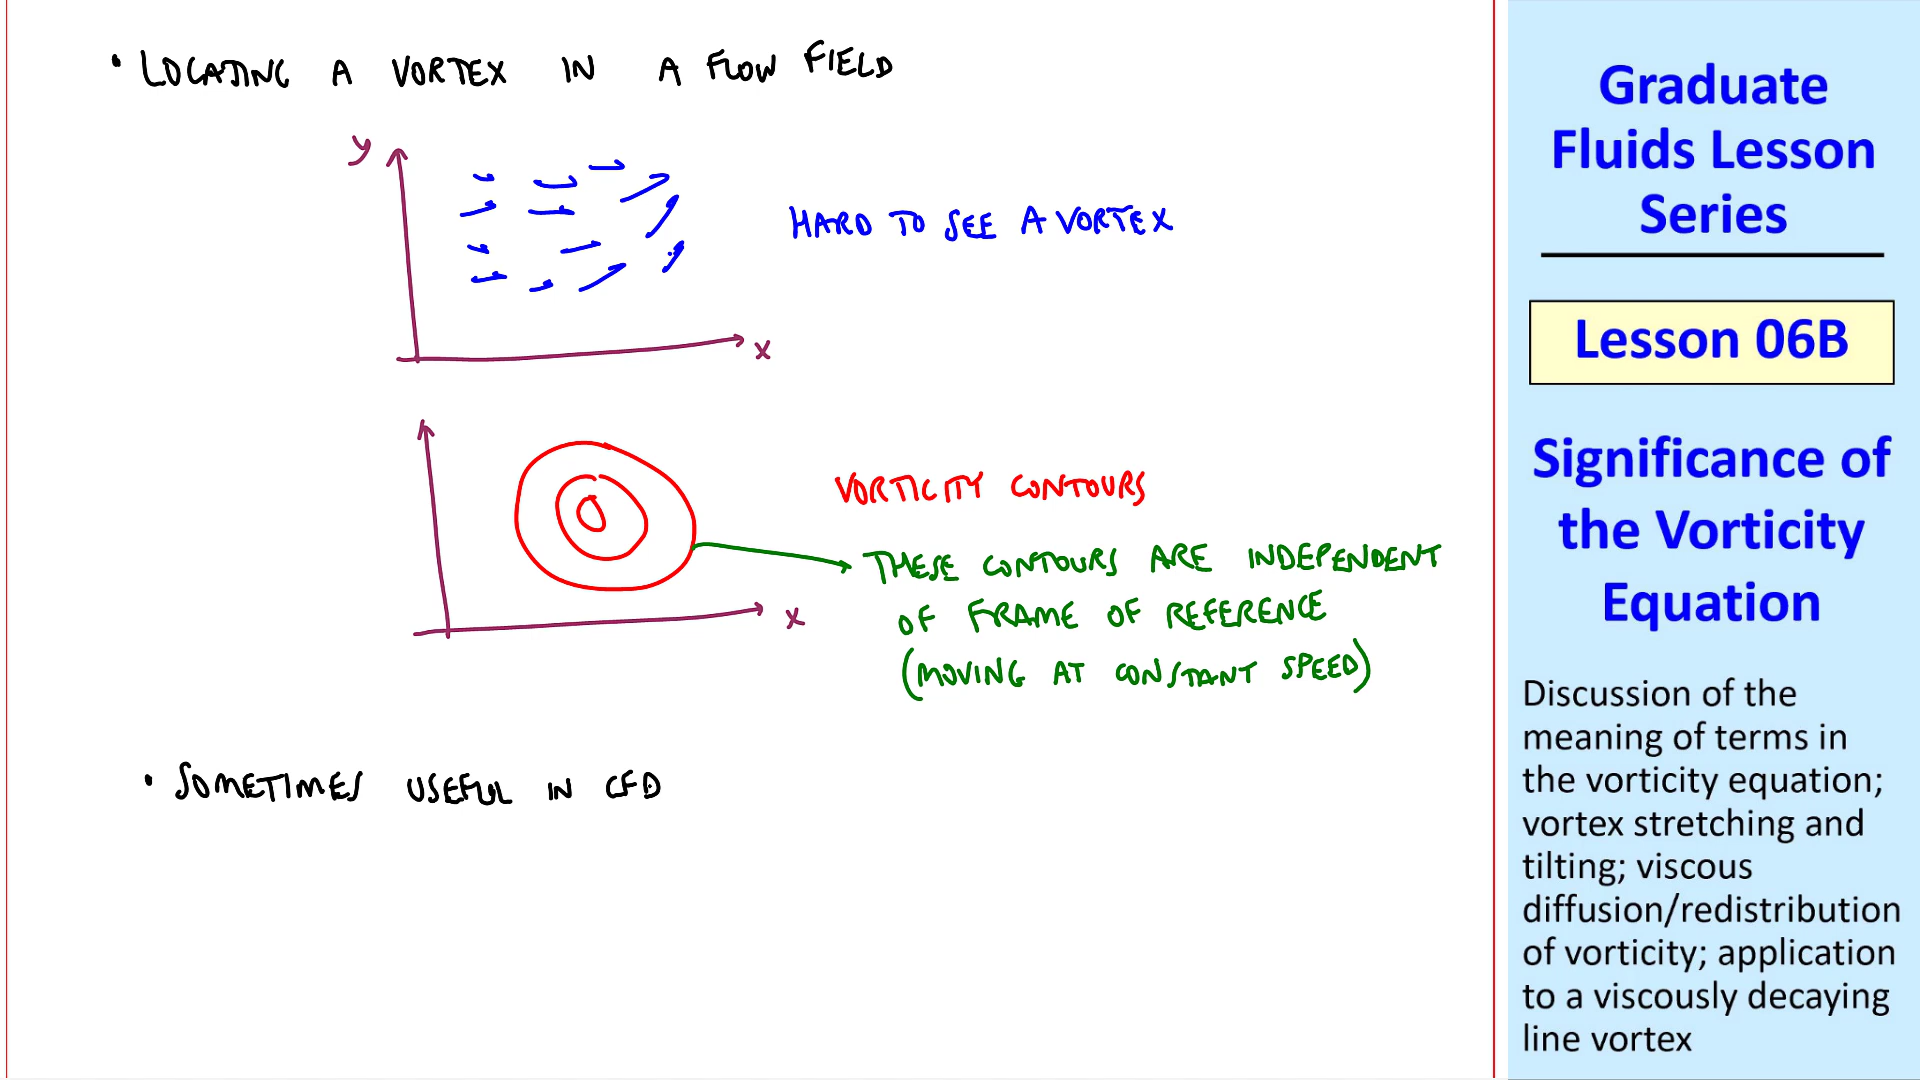 • LOCATING A VORTEX IN A FLOW FIELD
y
HARD TO SEE A VORTEX
x
VORTICITY CONTOURS
THESE CONTOURS ARE INDEPENDENT
OF FRAME OF REFERENCE
(MOVING AT CONSTANT SPEED)
x
• SOMETIMES USEFUL IN CFD
Graduate
Fluids Lesson
Series
Lesson 06B
Significance of
the Vorticity
Equation
Discussion of the
meaning of terms in
the vorticity equation;
vortex stretching and
tilting; viscous
diffusion/redistribution
of vorticity; application
to a viscously decaying
line vortex